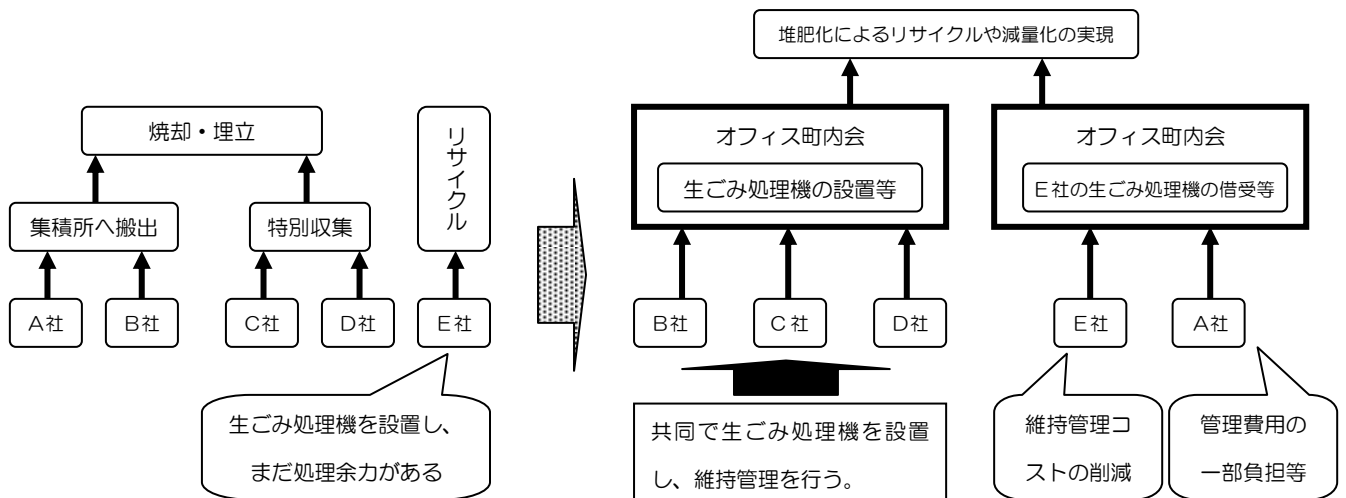 堆肥化によるリサイクルや減量化の実現
焼却・埋立
リサイクル
集積所へ搬出
特別収集
A社
B社
C社
D社
E社
生ごみ処理機を設置し、
まだ処理余力がある
オフィス町内会
生ごみ処理機の設置等
オフィス町内会
E社の生ごみ処理機の借受等
B社
C社
D社
E社
A社
共同で生ごみ処理機を設置
し、維持管理を行う。
維持管理コ
ストの削減
管理費用の
一部負担等